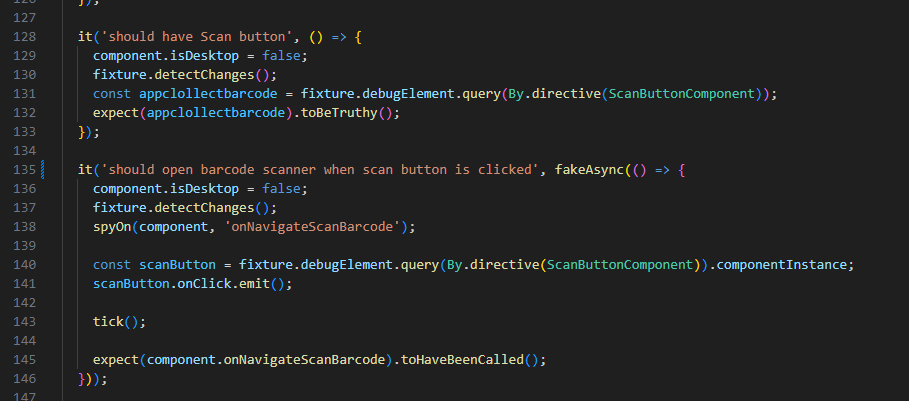 126 });
127
128 it('should have Scan button', () => {
129 component.isDesktop = false;
130 fixture.detectChanges();
131 const appclollectbarcode = fixture.debugElement.query(By.directive(ScanButtonComponent));
132 expect(appclollectbarcode).toBeTruthy();
133 });
134
135 it('should open barcode scanner when scan button is clicked', fakeAsync(() => {
136 component.isDesktop = false;
137 fixture.detectChanges();
138 spyOn(component, 'onNavigateScanBarcode');
139
140 const scanButton = fixture.debugElement.query(By.directive(ScanButtonComponent)).componentInstance;
141 scanButton.onClick.emit();
142
143 tick();
144
145 expect(component.onNavigateScanBarcode).toHaveBeenCalled();
146 }));
147